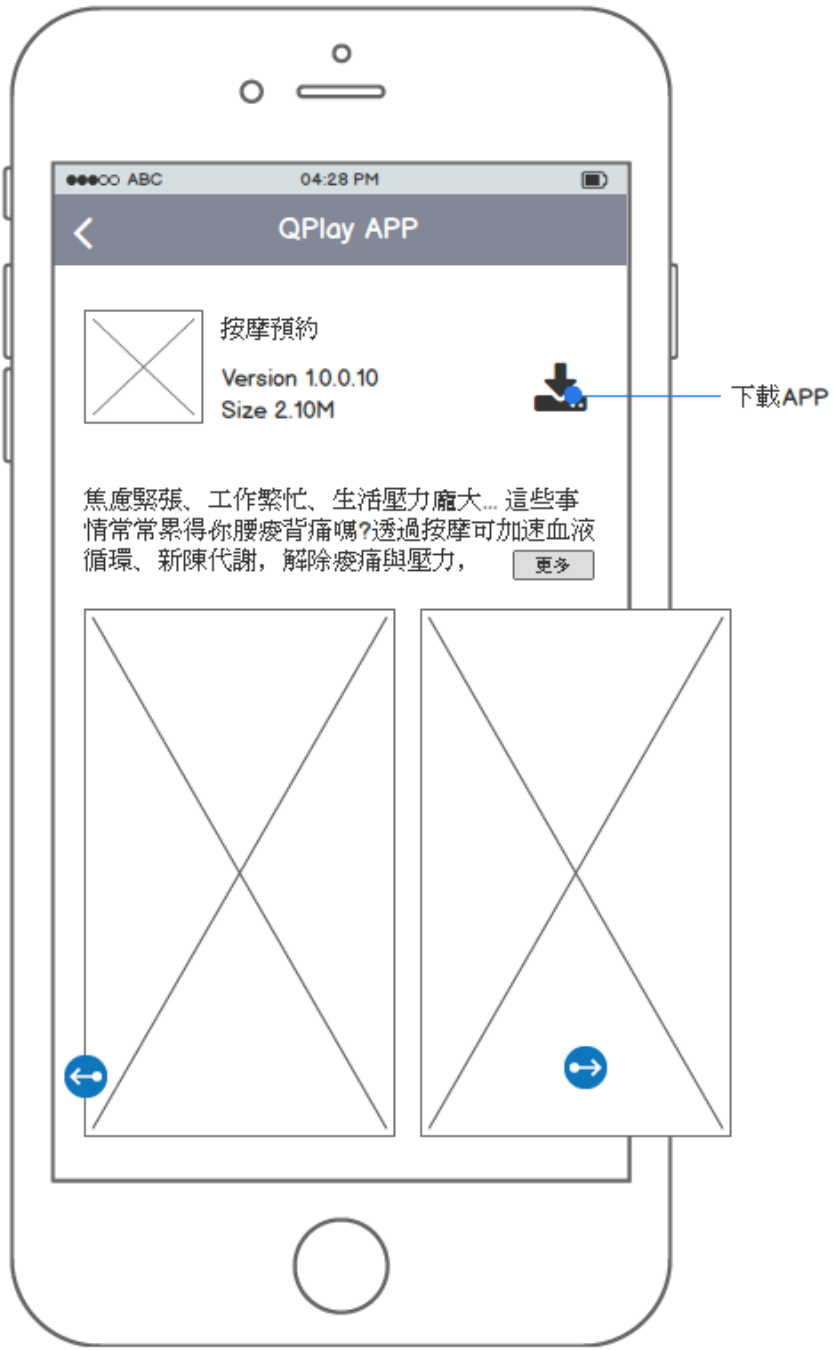 ABC 04:28 PM
QPlay APP
按摩預約
Version 1.0.0.10
Size 2.10M
下載APP
焦慮緊張、工作繁忙、生活壓力龐大... 這些事
情常常累得你腰痠背痛嗎?透過按摩可加速血液
循環、新陳代謝, 解除痠痛與壓力,
更多